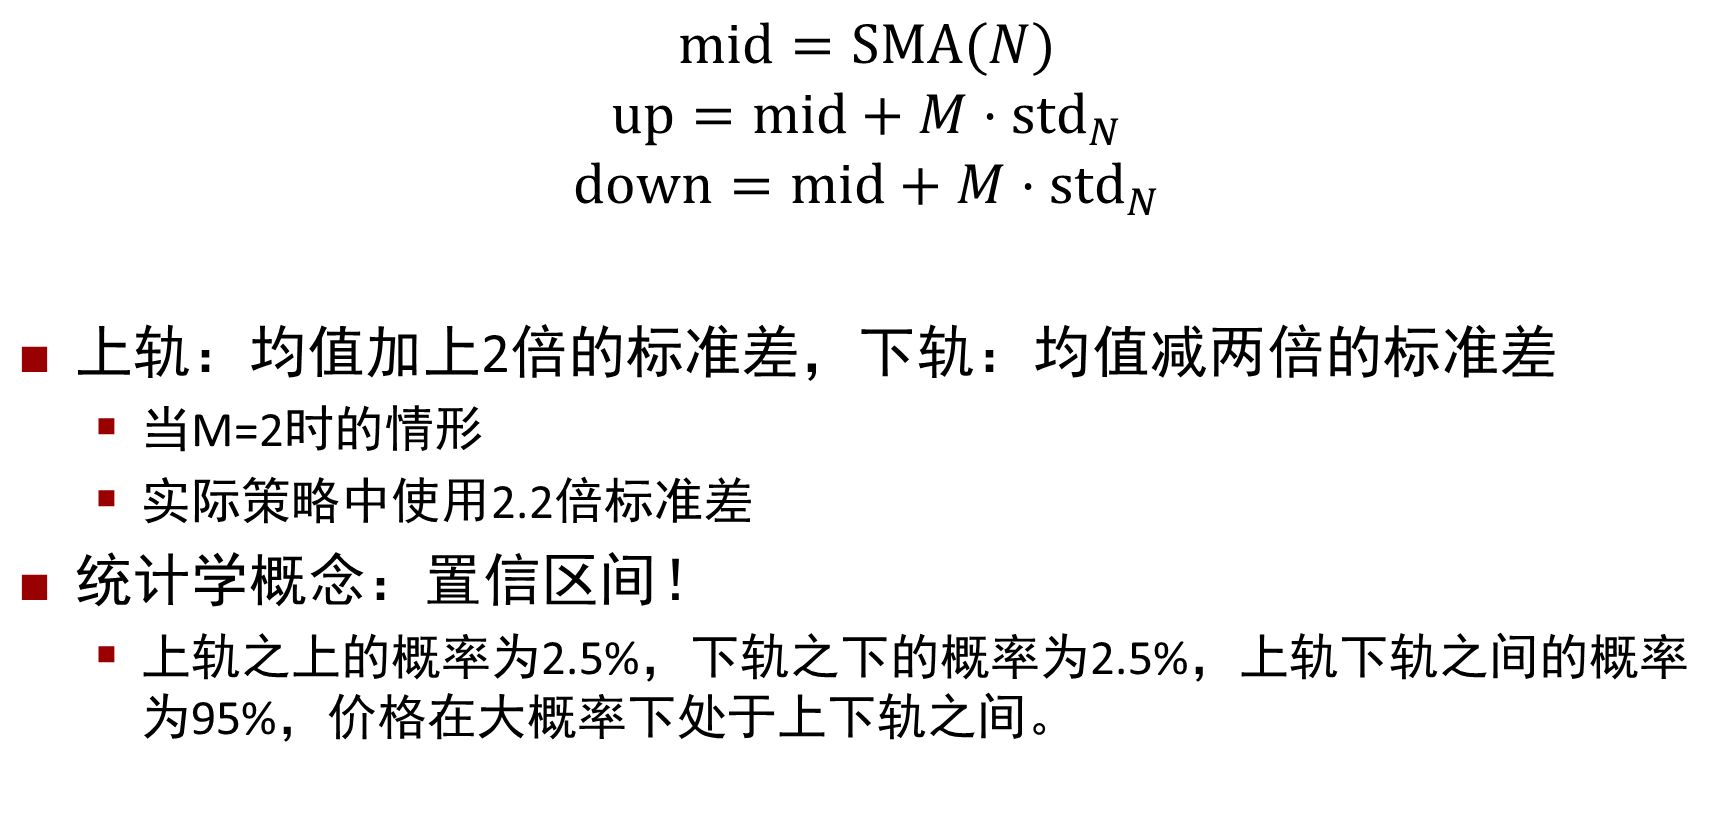 mid = SMA(N)
up = mid + M · std_N
down = mid + M · std_N
■ 上轨：均值加上2倍的标准差，下轨：均值减两倍的标准差
▪ 当M=2时的情形
▪ 实际策略中使用2.2倍标准差
■ 统计学概念：置信区间！
▪ 上轨之上的概率为2.5%，下轨之下的概率为2.5%，上轨下轨之间的概率
为95%，价格在大概率下处于上下轨之间。